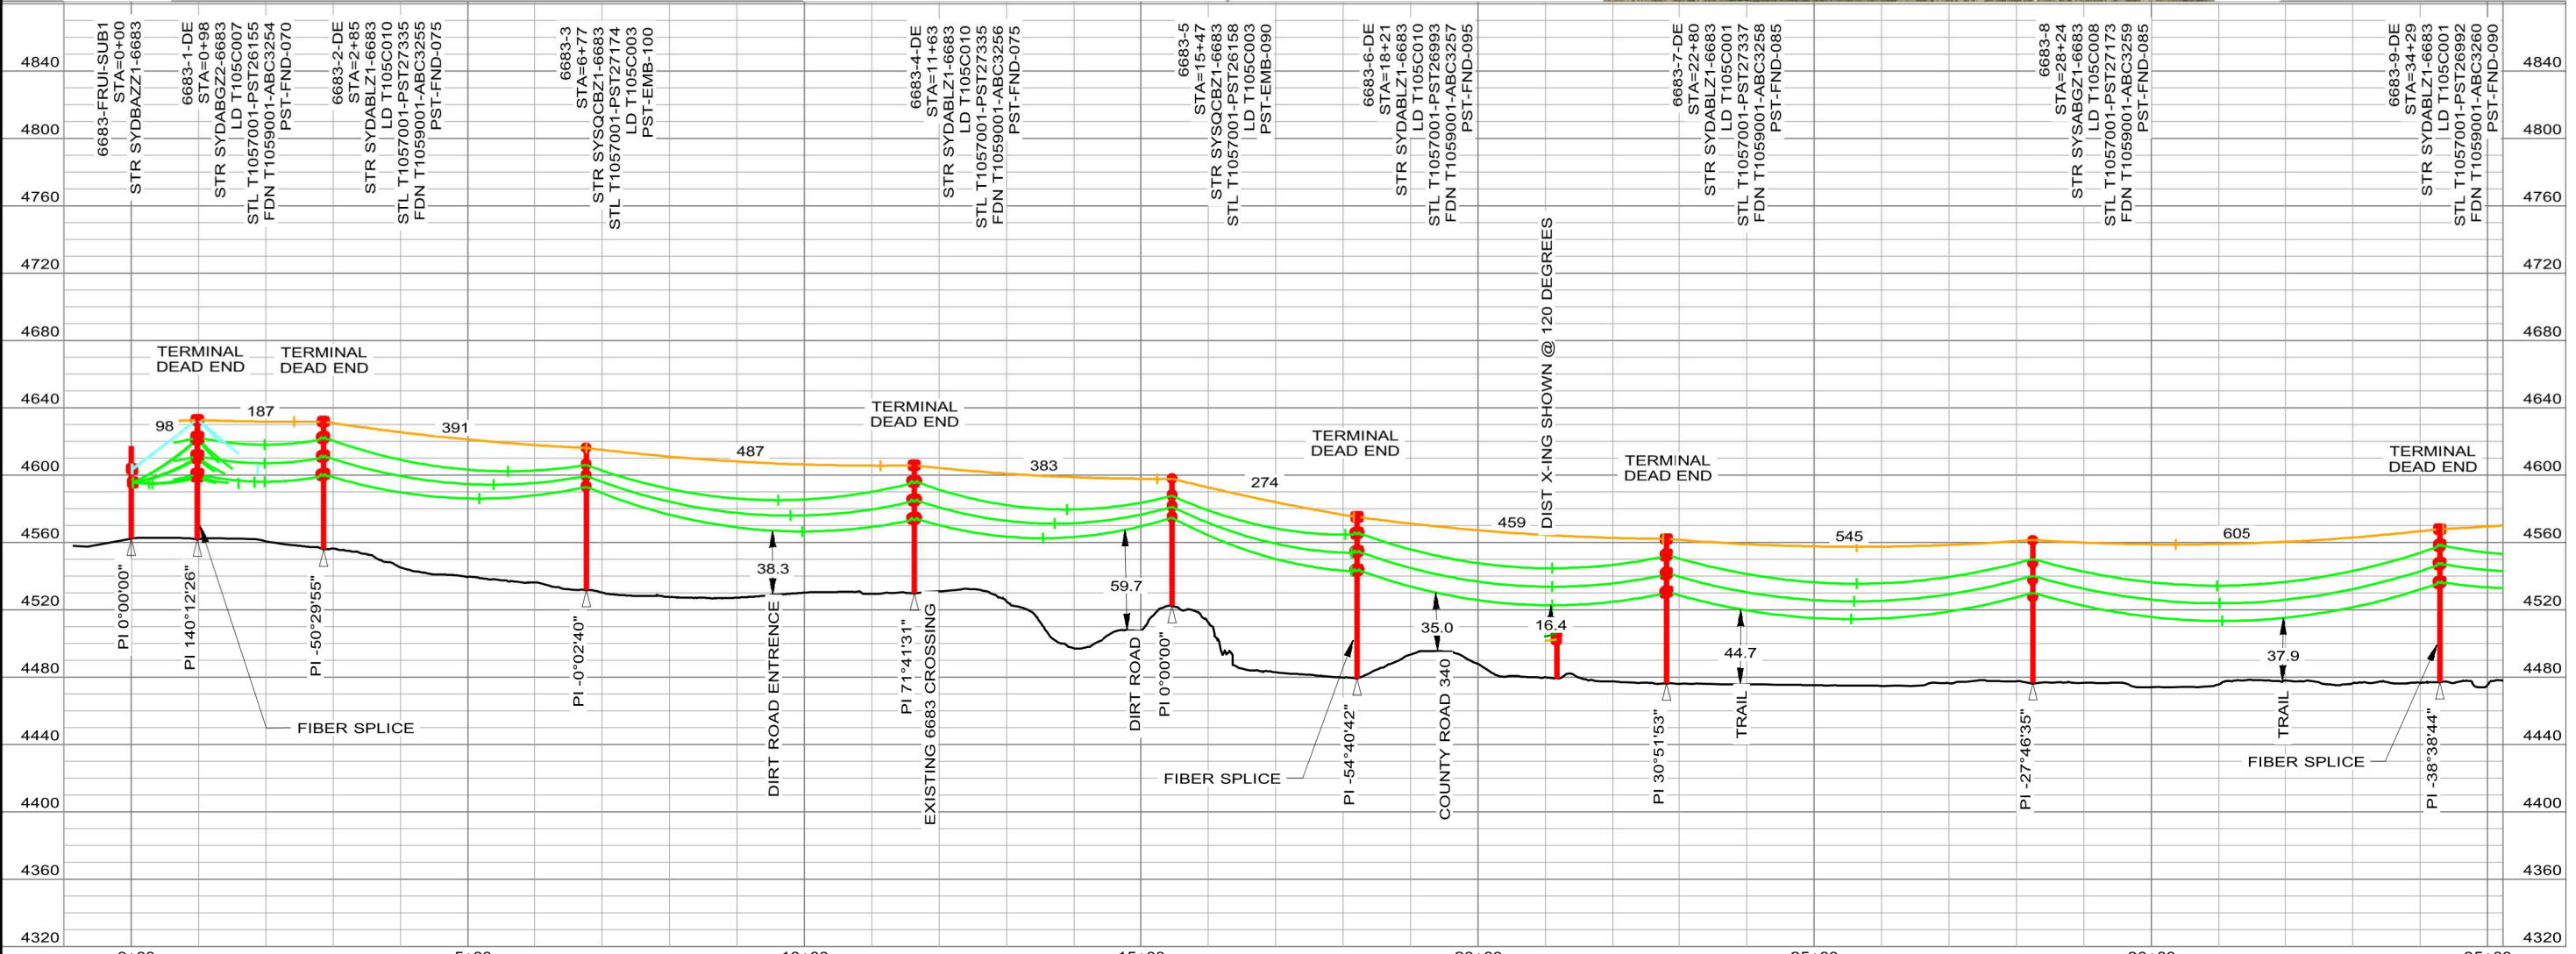 6683-FRUI-SUB1
STA=0+00
STR SYDBAZZ1-6683
6683-1-DE
STA=0+98
STR SYDABGZ2-6683
LD T105C007
STL T1057001-PST26155
FDN T1059001-ABC3254
PST-FND-070
6683-2-DE
STA=2+85
STR SYDABLZ1-6683
LD T105C010
STL T1057001-PST27335
FDN T1059001-ABC3255
PST-FND-075
6683-3
STA=6+77
STR SYSQCBZ1-6683
STL T1057001-PST27174
LD T105C003
PST-EMB-100
6683-4-DE
STA=11+63
STR SYDABLZ1-6683
LD T105C010
STL T1057001-PST27335
FDN T1059001-ABC3256
PST-FND-075
6683-5
STA=15+47
STR SYSQCBZ1-6683
STL T1057001-PST26158
LD T105C003
PST-EMB-090
6683-6-DE
STA=18+21
STR SYDABLZ1-6683
LD T105C010
STL T1057001-PST26993
FDN T1059001-ABC3257
PST-FND-095
6683-7-DE
STA=22+80
STR SYDABLZ1-6683
LD T105C001
STL T1057001-PST27337
FDN T1059001-ABC3258
PST-FND-085
6683-8
STA=28+24
STR SYSABGZ1-6683
LD T105C008
STL T1057001-PST27173
FDN T1059001-ABC3259
PST-FND-085
6683-9-DE
STA=34+29
STR SYDABLZ1-6683
LD T105C001
STL T1057001-PST26992
FDN T1059001-ABC3260
PST-FND-090
4840 4840
4800 4800
4760 4760
4720 4720
4680 4680
4640 4640
4600 4600
4560 4560
4520 4520
4480 4480
4440 4440
4400 4400
4360 4360
4320 4320
TERMINAL
DEAD END
TERMINAL
DEAD END
TERMINAL
DEAD END
TERMINAL
DEAD END
TERMINAL
DEAD END
TERMINAL
DEAD END
98
187
391
487
383
274
459
545
605
DIST X-ING SHOWN @ 120 DEGREES
38.3
59.7
35.0
16.4
44.7
37.9
PI 0°00'00"
PI 140°12'26"
PI -50°29'55"
PI -0°02'40"
DIRT ROAD ENTRENCE
PI 71°41'31"
EXISTING 6683 CROSSING
DIRT ROAD
PI 0°00'00"
PI -54°40'42"
COUNTY ROAD 340
PI 30°51'53"
TRAIL
PI -27°46'35"
TRAIL
PI -38°38'44"
FIBER SPLICE
FIBER SPLICE
FIBER SPLICE